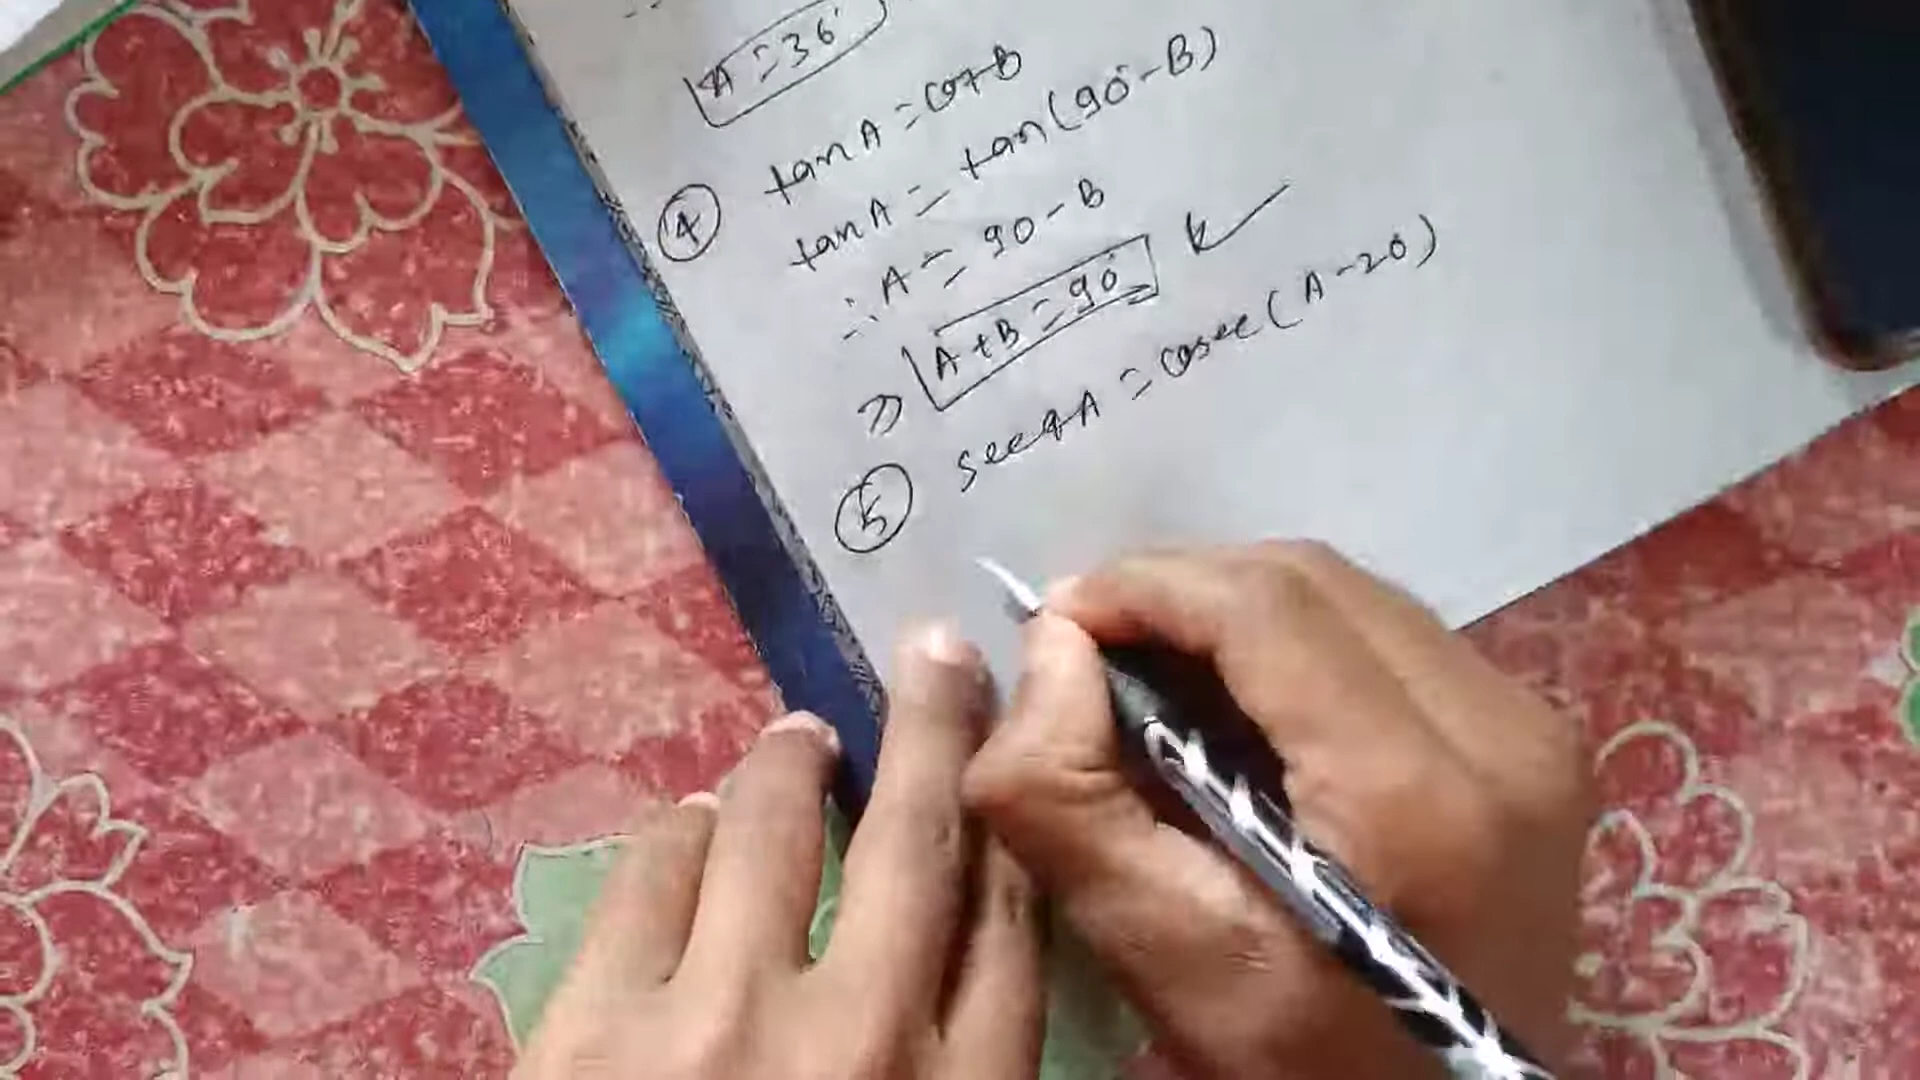 A = 36°
④ tan A = cot B
tan A = tan (90° - B)
∴ A = 90 - B
⇒ A + B = 90°
⑤ sec 4A = cosec (A - 20°)